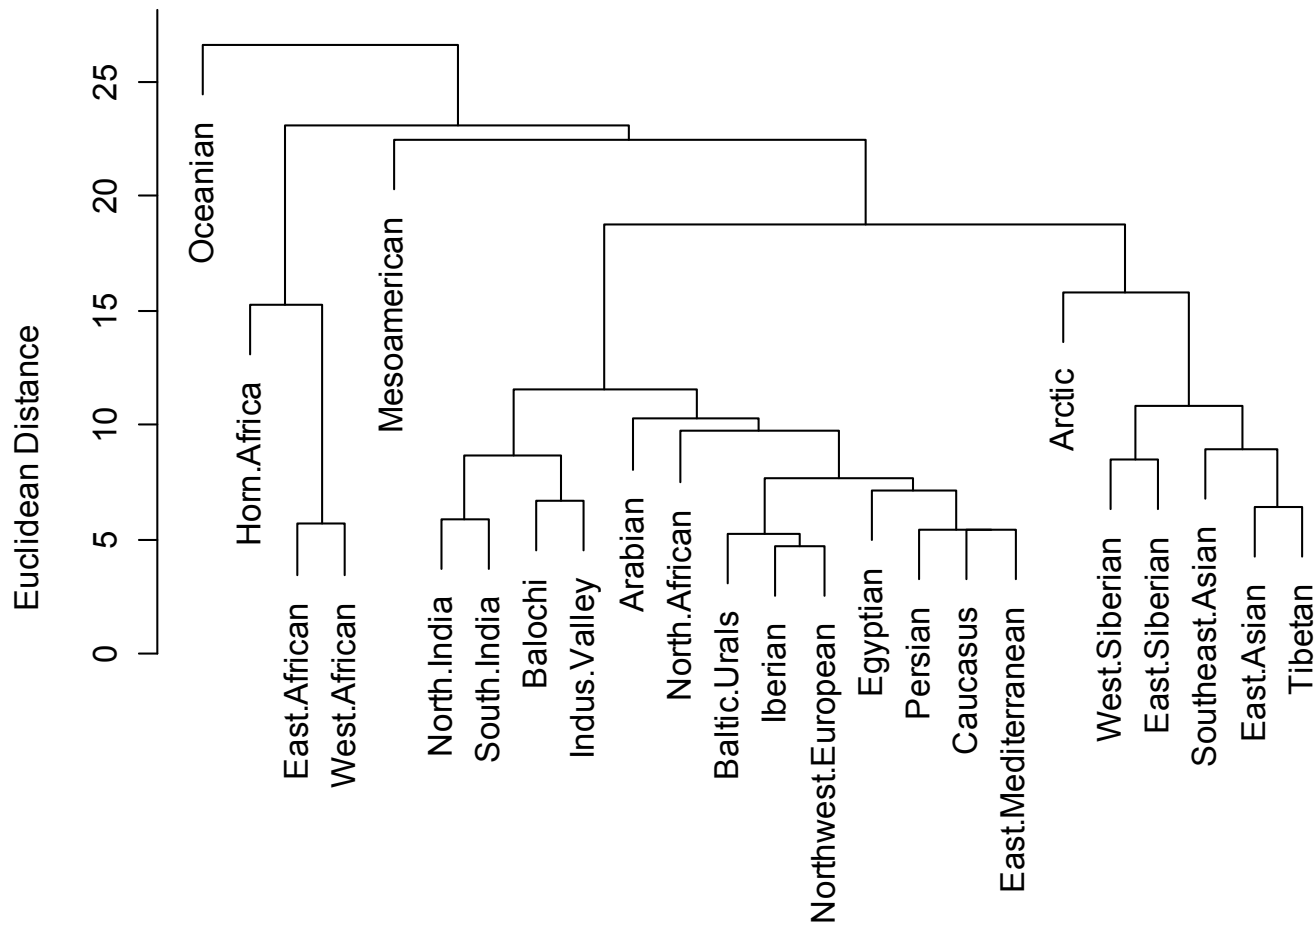 Euclidean Distance
25
20
15
10
5
0
Oceanian
Horn.Africa
East.African
West.African
Mesoamerican
North.India
South.India
Balochi
Indus.Valley
Arabian
North.African
Baltic.Urals
Iberian
Northwest.European
Egyptian
Persian
Caucasus
East.Mediterranean
Arctic
West.Siberian
East.Siberian
Southeast.Asian
East.Asian
Tibetan